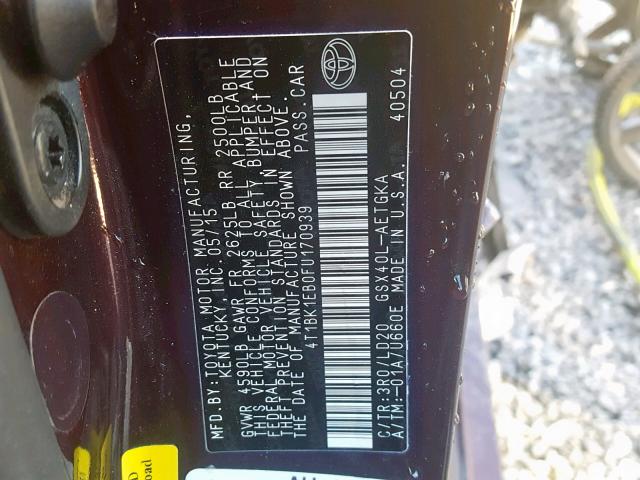 MFD.BY: TOYOTA MOTOR MANUFACTURING,
KENTUCKY, INC. 05/15
GVWR 4590LB GAWR FR 2625LB RR 2500LB
THIS VEHICLE CONFORMS TO ALL APPLICABLE
FEDERAL MOTOR VEHICLE SAFETY, BUMPER AND
THEFT PREVENTION STANDARDS IN EFFECT ON
THE DATE OF MANUFACTURE SHOWN ABOVE.
4T1BK1EB0FU170939 PASS.CAR
C/TR:3R0/LD20 GSX40L-AETGKA
A/TM:-01A/U660E MADE IN U.S.A. 40504
oad